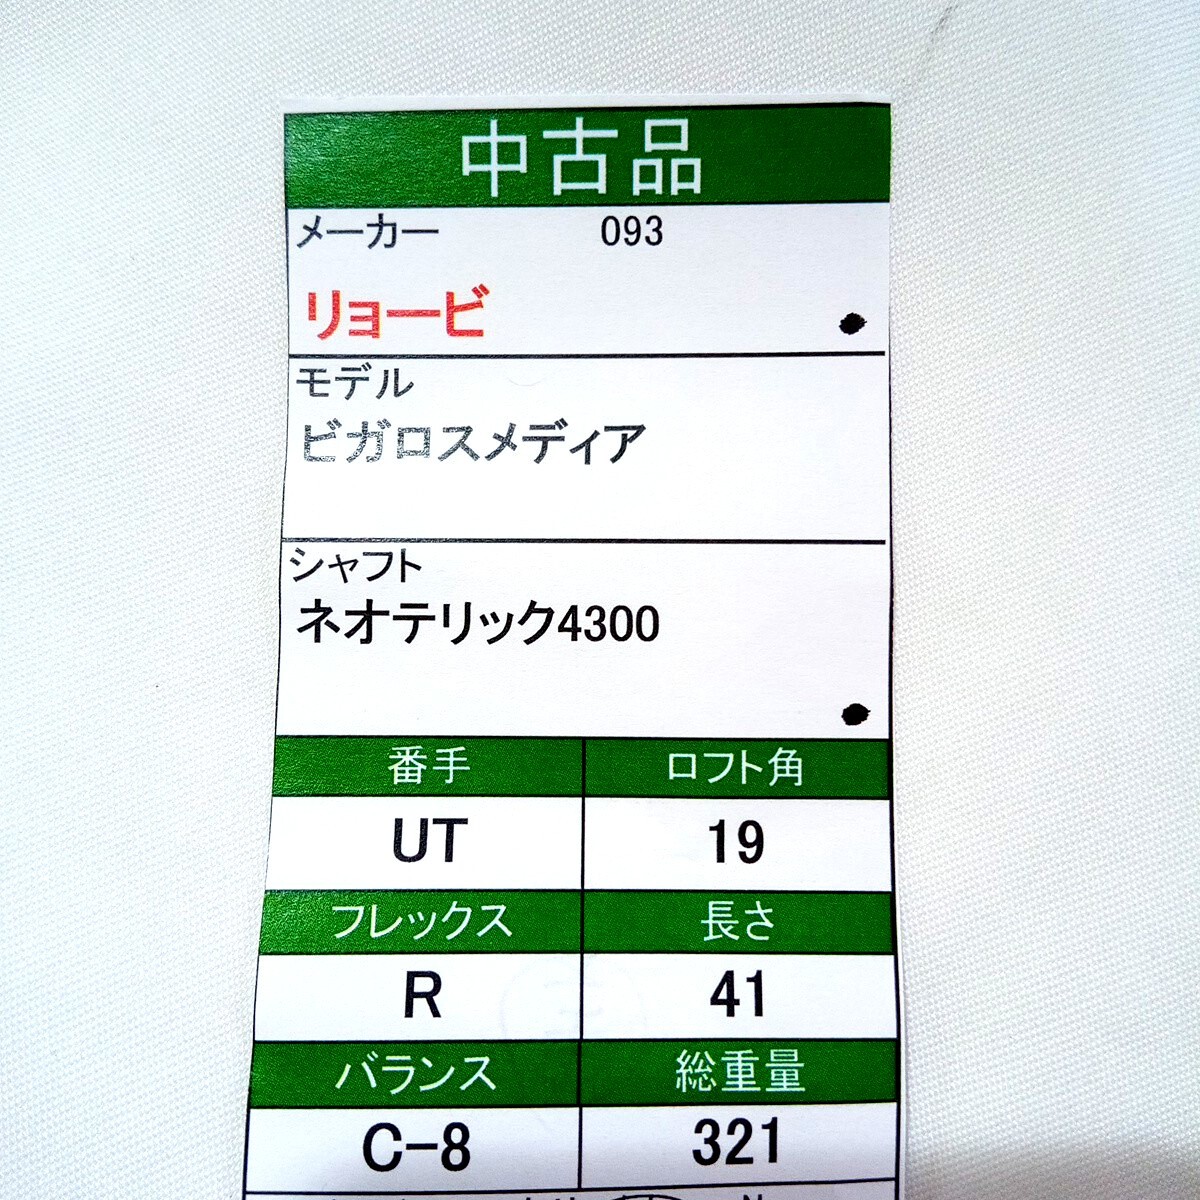 中古品
メーカー 093
リョービ
モデル
ビガロスメディア
シャフト
ネオテリック4300
番手 ロフト角
UT 19
フレックス 長さ
R 41
バランス 総重量
C-8 321